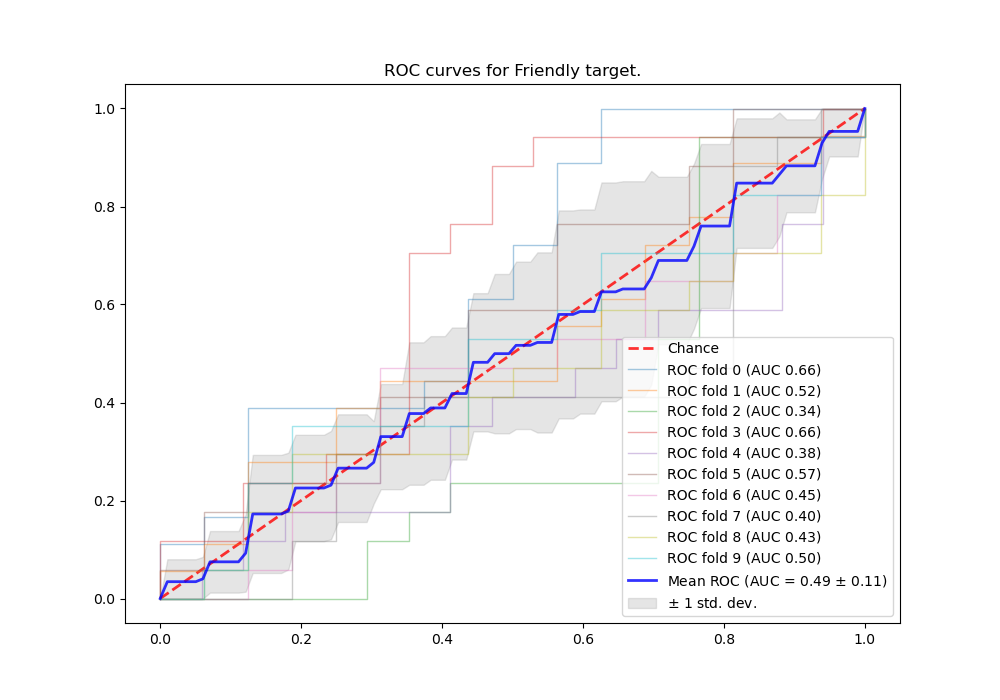 ROC curves for Friendly target.
1.0
0.8
0.6
0.4
0.2
0.0
Chance
ROC fold 0 (AUC 0.66)
ROC fold 1 (AUC 0.52)
ROC fold 2 (AUC 0.34)
ROC fold 3 (AUC 0.66)
ROC fold 4 (AUC 0.38)
ROC fold 5 (AUC 0.57)
ROC fold 6 (AUC 0.45)
ROC fold 7 (AUC 0.40)
ROC fold 8 (AUC 0.43)
ROC fold 9 (AUC 0.50)
Mean ROC (AUC = 0.49 ± 0.11)
± 1 std. dev.
0.0 0.2 0.4 0.6 0.8 1.0